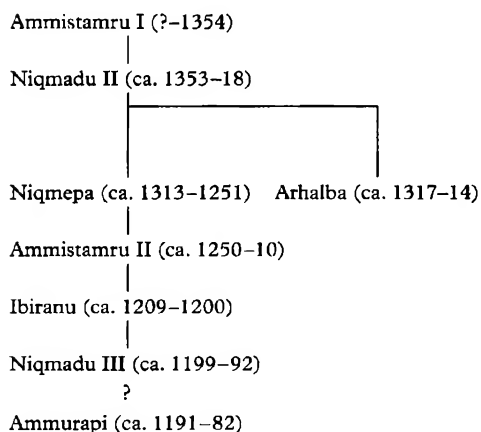 Ammistamru I (?–1354)
Niqmadu II (ca. 1353–18)
Niqmepa (ca. 1313–1251) Arhalba (ca. 1317–14)
Ammistamru II (ca. 1250–10)
Ibiranu (ca. 1209–1200)
Niqmadu III (ca. 1199–92)
?
Ammurapi (ca. 1191–82)